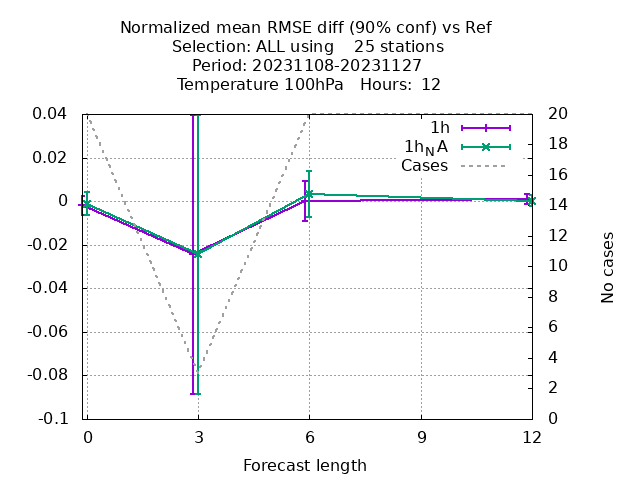 Normalized mean RMSE diff (90% conf) vs Ref
Selection: ALL using    25 stations
Period: 20231108-20231127
Temperature 100hPa   Hours:  12
1h
1h_NA
Cases
0.04
0.02
0
-0.02
-0.04
-0.06
-0.08
-0.1
20
18
16
14
12
10
8
6
4
2
0
No cases
0 3 6 9 12
Forecast length